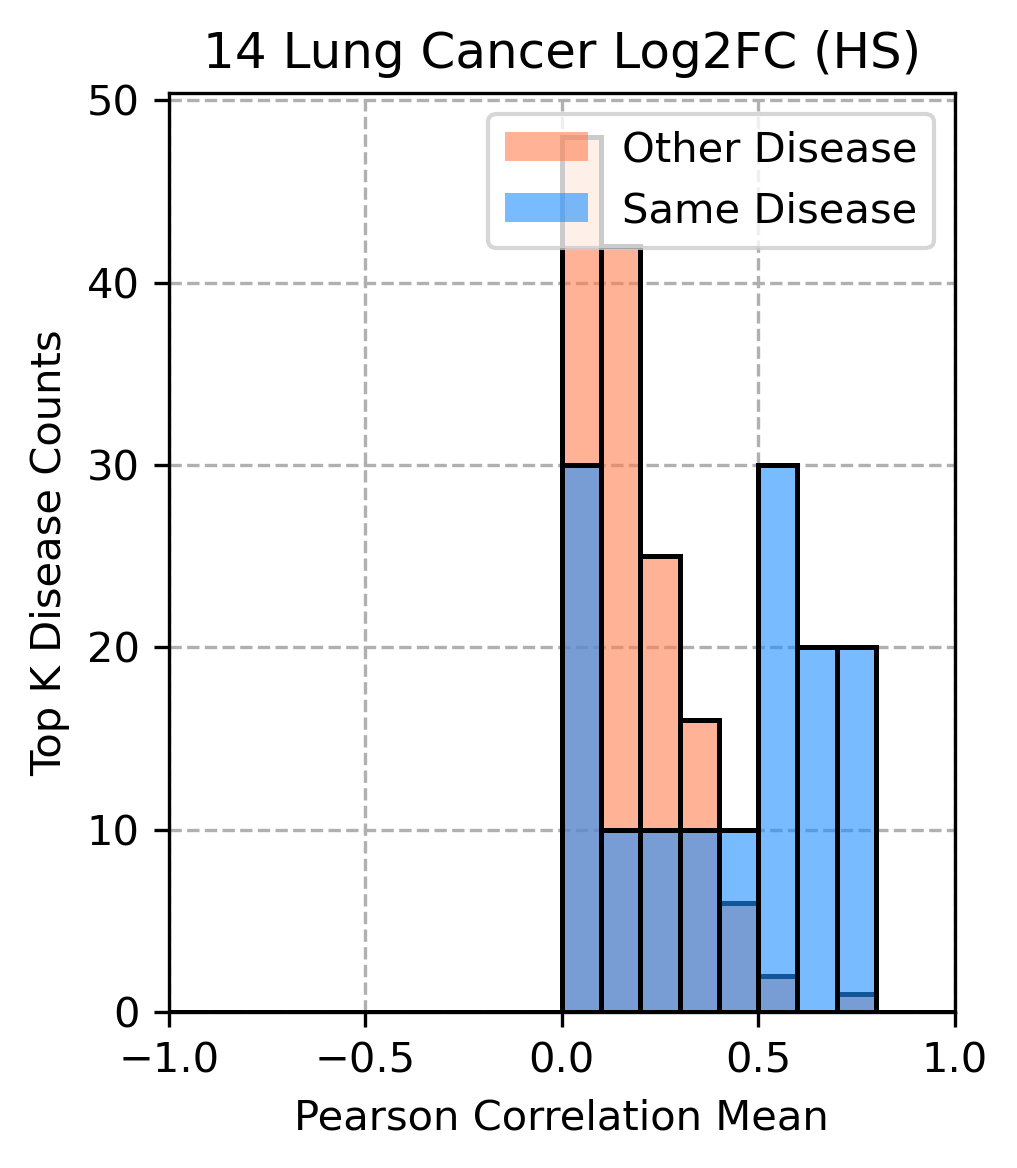 14 Lung Cancer Log2FC (HS)
Other Disease
Same Disease
Top K Disease Counts
50
40
30
20
10
0
−1.0 −0.5 0.0 0.5 1.0
Pearson Correlation Mean